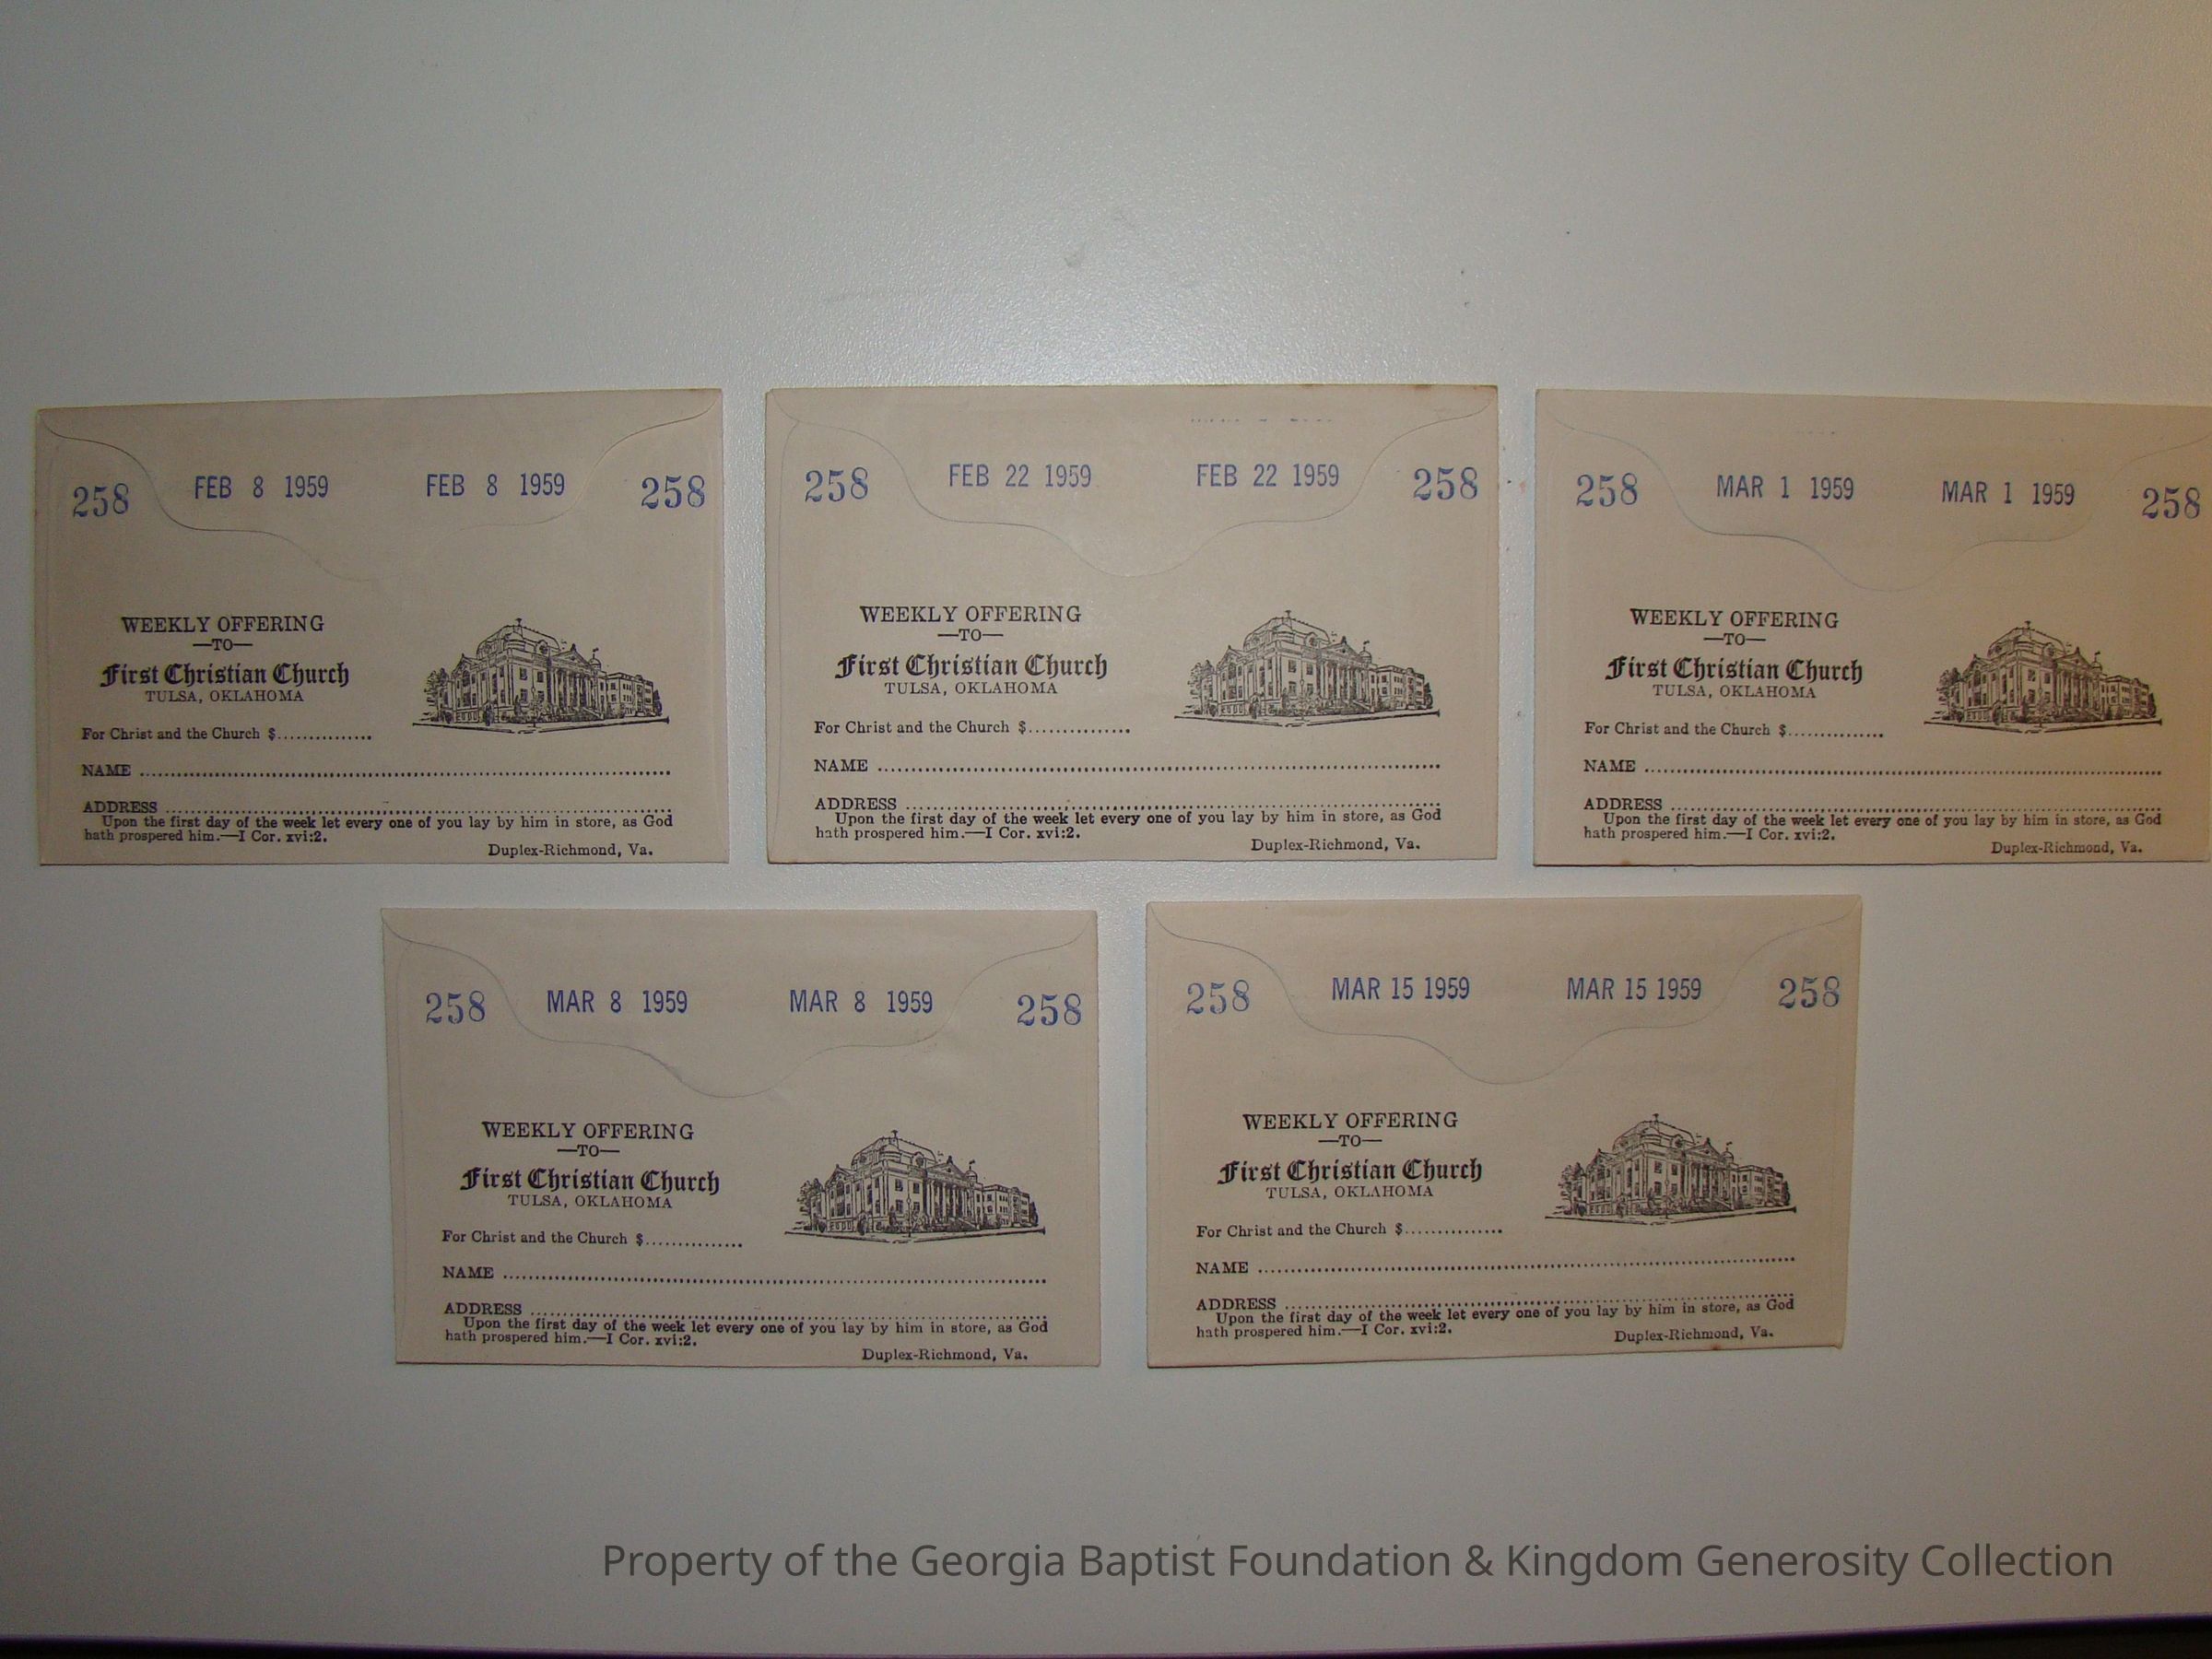 258 FEB 8 1959 FEB 8 1959 258
WEEKLY OFFERING
—TO—
First Christian Church
TULSA, OKLAHOMA
For Christ and the Church $...............
NAME ......................................................................
ADDRESS ......................................................................
Upon the first day of the week let every one of you lay by him in store, as God
hath prospered him.—I Cor. xvi:2.
Duplex-Richmond, Va.
258 FEB 22 1959 FEB 22 1959 258
WEEKLY OFFERING
—TO—
First Christian Church
TULSA, OKLAHOMA
For Christ and the Church $...............
NAME ......................................................................
ADDRESS ......................................................................
Upon the first day of the week let every one of you lay by him in store, as God
hath prospered him.—I Cor. xvi:2.
Duplex-Richmond, Va.
258 MAR 1 1959 MAR 1 1959 258
WEEKLY OFFERING
—TO—
First Christian Church
TULSA, OKLAHOMA
For Christ and the Church $...............
NAME ......................................................................
ADDRESS ......................................................................
Upon the first day of the week let every one of you lay by him in store, as God
hath prospered him.—I Cor. xvi:2.
Duplex-Richmond, Va.
258 MAR 8 1959 MAR 8 1959 258
WEEKLY OFFERING
—TO—
First Christian Church
TULSA, OKLAHOMA
For Christ and the Church $...............
NAME ......................................................................
ADDRESS ......................................................................
Upon the first day of the week let every one of you lay by him in store, as God
hath prospered him.—I Cor. xvi:2.
Duplex-Richmond, Va.
258 MAR 15 1959 MAR 15 1959 258
WEEKLY OFFERING
—TO—
First Christian Church
TULSA, OKLAHOMA
For Christ and the Church $...............
NAME ......................................................................
ADDRESS ......................................................................
Upon the first day of the week let every one of you lay by him in store, as God
hath prospered him.—I Cor. xvi:2.
Duplex-Richmond, Va.
Property of the Georgia Baptist Foundation & Kingdom Generosity Collection